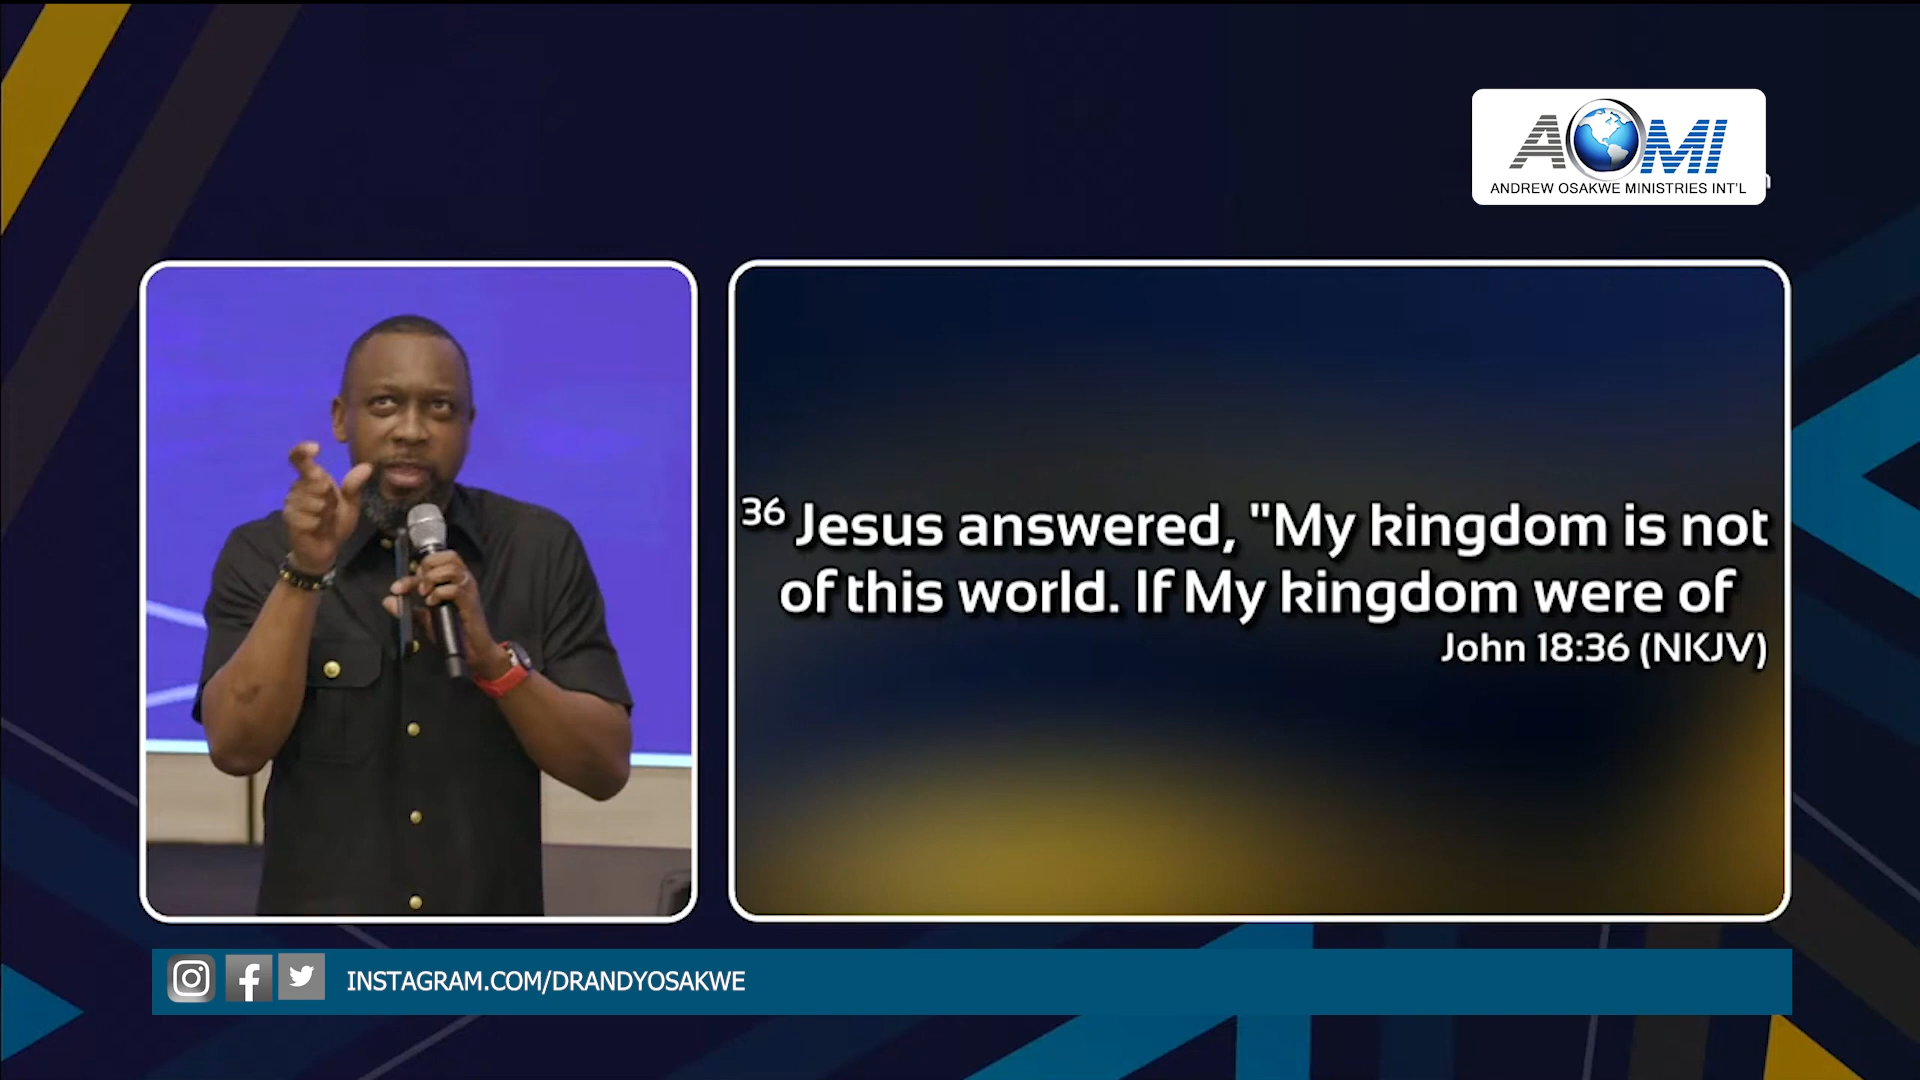 AOMI
ANDREW OSAKWE MINISTRIES INT'L
36 Jesus answered, "My kingdom is not
of this world. If My kingdom were of
John 18:36 (NKJV)
INSTAGRAM.COM/DRANDYOSAKWE